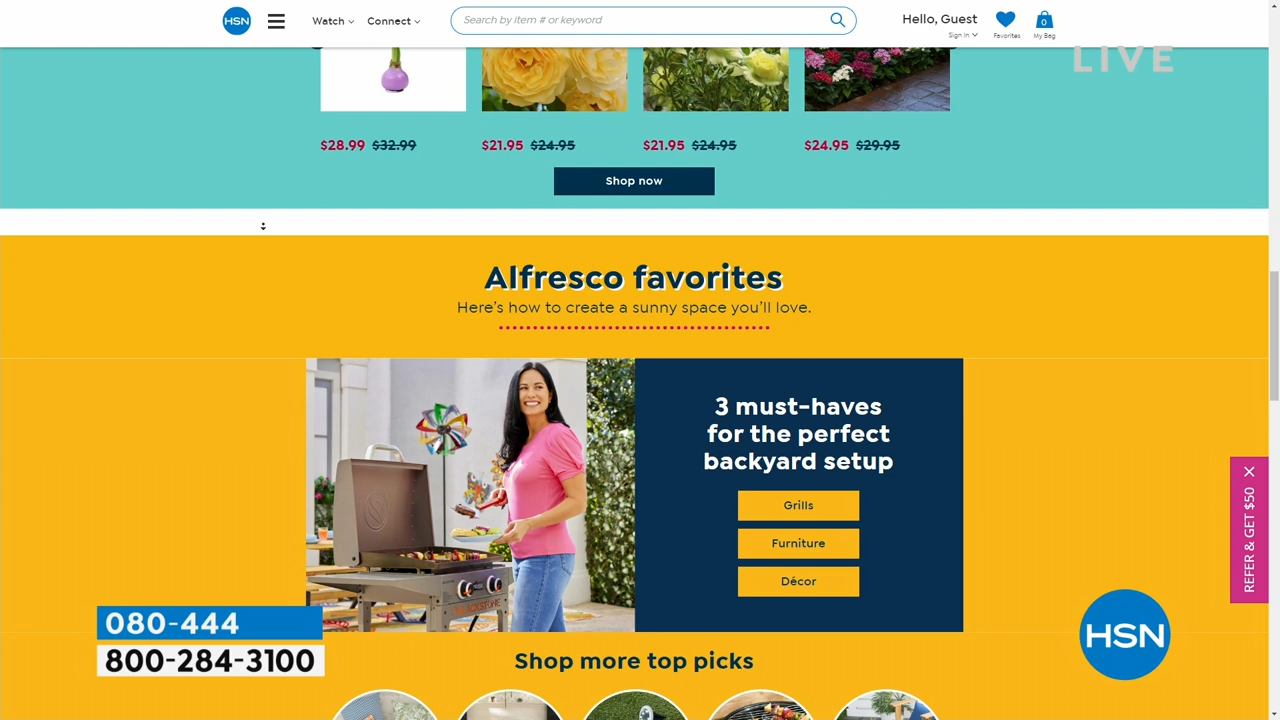 HSN
Watch
Connect
Search by item # or keyword
Hello, Guest
Sign In
Favorites
0
My Bag
LIVE
$28.99 $32.99
$21.95 $24.95
$21.95 $24.95
$24.95 $29.95
Shop now
Alfresco favorites
Here's how to create a sunny space you'll love.
3 must-haves
for the perfect
backyard setup
Grills
Furniture
Décor
BLACKSTONE
REFER & GET $50
080-444
800-284-3100
HSN
Shop more top picks